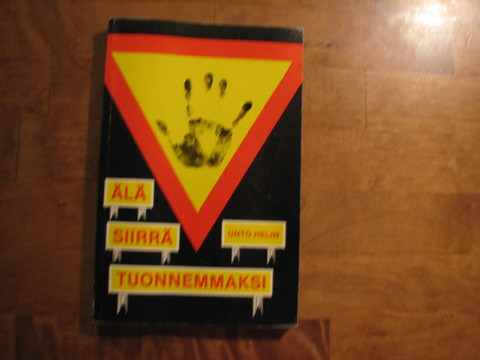 ÄLÄ
SIIRRÄ
UNTO HELIN
TUONNEMMAKSI